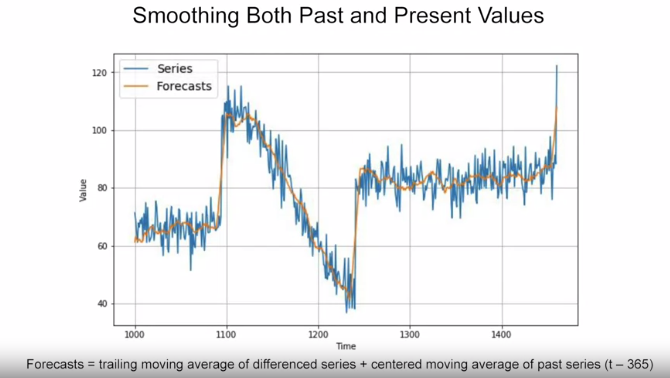 Smoothing Both Past and Present Values
Series
Forecasts
120
100
80
60
40
Value
1000
1100
1200
1300
1400
Time
Forecasts = trailing moving average of differenced series + centered moving average of past series (t – 365)